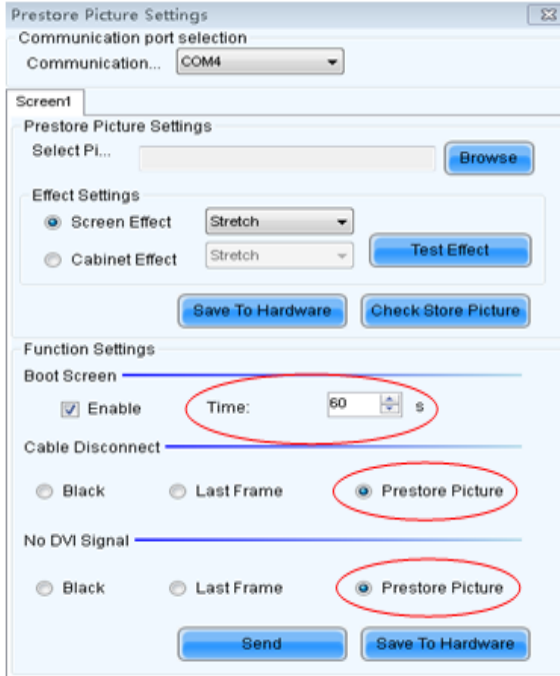 Prestore Picture Settings
Communication port selection
Communication... COM4
Screen1
Prestore Picture Settings
Select Pi... Browse
Effect Settings
Screen Effect Stretch
Cabinet Effect Stretch Test Effect
Save To Hardware Check Store Picture
Function Settings
Boot Screen
Enable Time: 60 s
Cable Disconnect
Black Last Frame Prestore Picture
No DVI Signal
Black Last Frame Prestore Picture
Send Save To Hardware